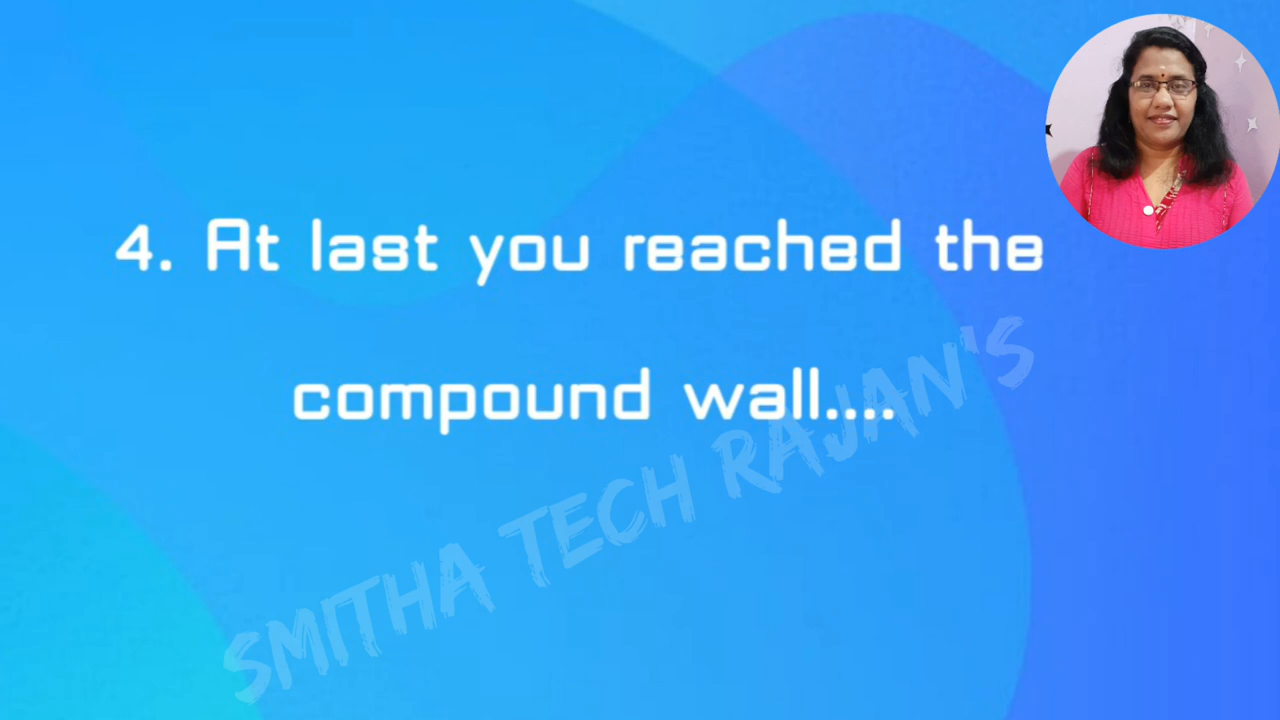 4. At last you reached the
compound wall....
SMITHA TECH RAJAN'S